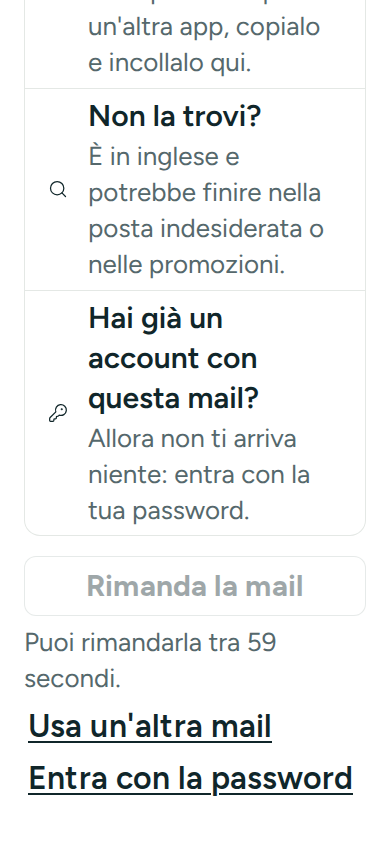 un'altra app, copialo
e incollalo qui.
Non la trovi?
È in inglese e
potrebbe finire nella
posta indesiderata o
nelle promozioni.
Hai già un
account con
questa mail?
Allora non ti arriva
niente: entra con la
tua password.
Rimanda la mail
Puoi rimandarla tra 59
secondi.
Usa un'altra mail
Entra con la password